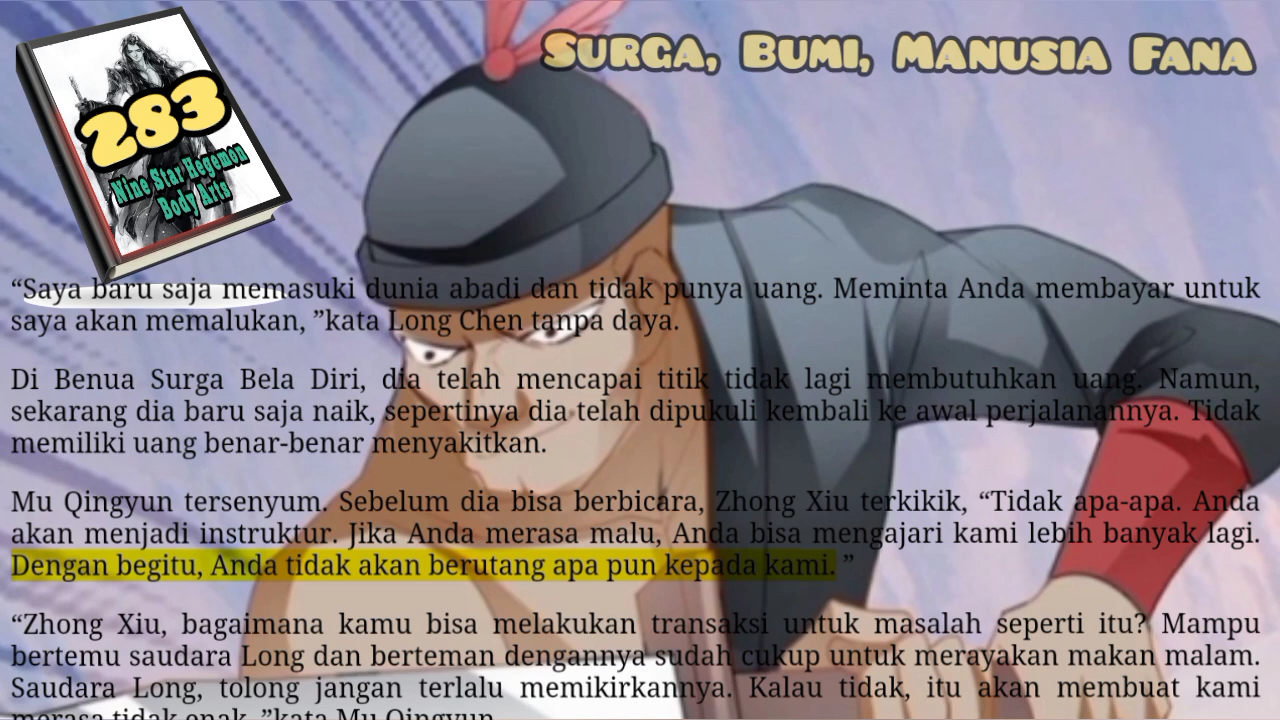 SURGA, BUMI, MANUSIA FANA
283
Nine Star Hegemon
Body Arts
“Saya baru saja memasuki dunia abadi dan tidak punya uang. Meminta Anda membayar untuk
saya akan memalukan, ”kata Long Chen tanpa daya.
Di Benua Surga Bela Diri, dia telah mencapai titik tidak lagi membutuhkan uang. Namun,
sekarang dia baru saja naik, sepertinya dia telah dipukuli kembali ke awal perjalanannya. Tidak
memiliki uang benar-benar menyakitkan.
Mu Qingyun tersenyum. Sebelum dia bisa berbicara, Zhong Xiu terkikik, “Tidak apa-apa. Anda
akan menjadi instruktur. Jika Anda merasa malu, Anda bisa mengajari kami lebih banyak lagi.
Dengan begitu, Anda tidak akan berutang apa pun kepada kami. ”
“Zhong Xiu, bagaimana kamu bisa melakukan transaksi untuk masalah seperti itu? Mampu
bertemu saudara Long dan berteman dengannya sudah cukup untuk merayakan makan malam.
Saudara Long, tolong jangan terlalu memikirkannya. Kalau tidak, itu akan membuat kami
merasa tidak enak, ”kata Mu Qingyun.